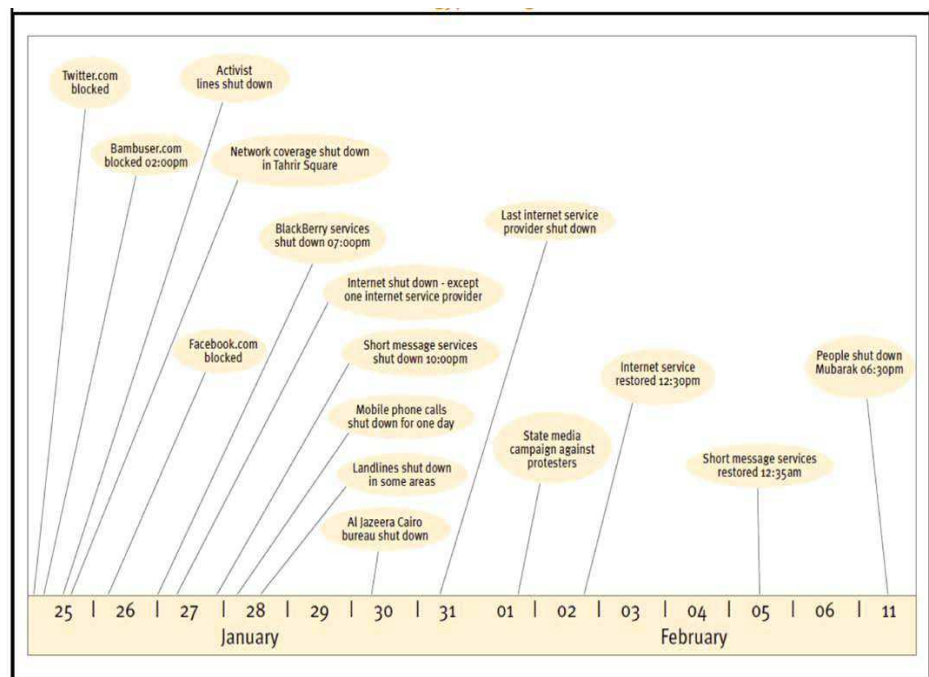 Twitter.com
blocked
Activist
lines shut down
Bambuser.com
blocked 02:00pm
Network coverage shut down
in Tahrir Square
BlackBerry services
shut down 07:00pm
Last internet service
provider shut down
Internet shut down - except
one internet service provider
Facebook.com
blocked
Short message services
shut down 10:00pm
Internet service
restored 12:30pm
People shut down
Mubarak 06:30pm
Mobile phone calls
shut down for one day
State media
campaign against
protesters
Landlines shut down
in some areas
Short message services
restored 12:35am
Al Jazeera Cairo
bureau shut down
25 | 26 | 27 | 28 | 29 | 30 | 31 01 | 02 | 03 | 04 | 05 | 06 | 11
January February